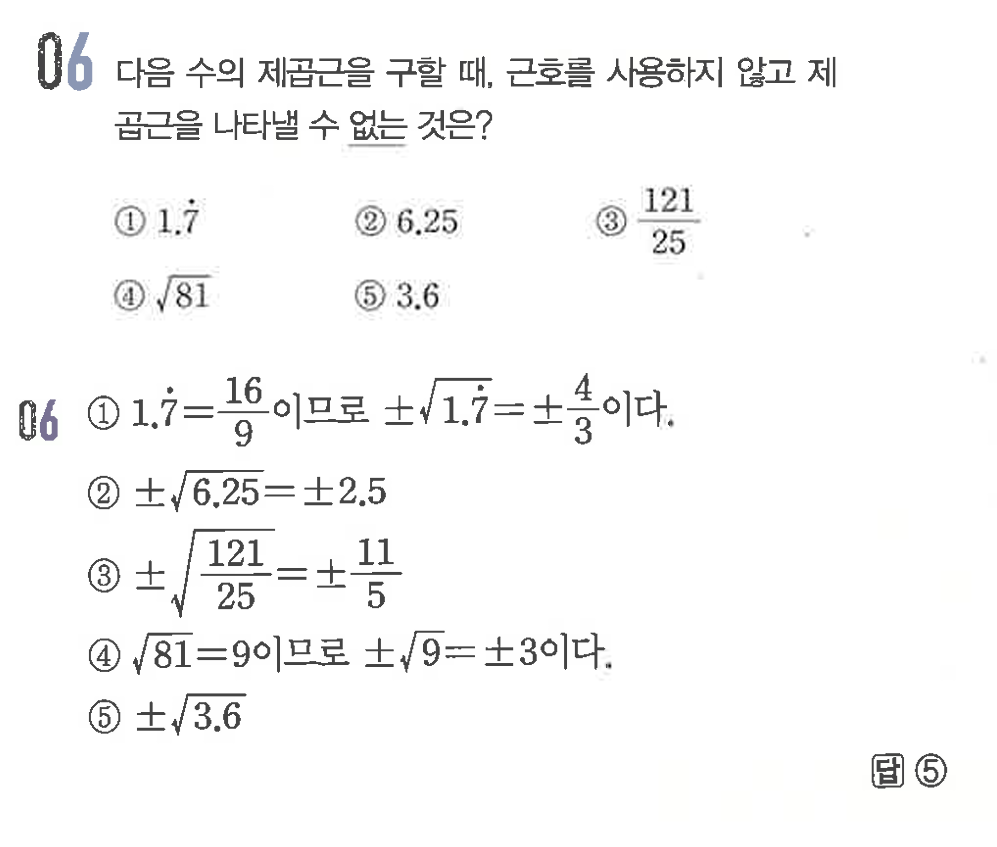 06 다음 수의 제곱근을 구할 때, 근호를 사용하지 않고 제
곱근을 나타낼 수 없는 것은?
① 1.7̇ ② 6.25 ③ 121/25
④ √81 ⑤ 3.6
06 ① 1.7̇=16/9이므로 ±√1.7̇=±4/3이다.
② ±√6.25=±2.5
③ ±√(121/25)=±11/5
④ √81=9이므로 ±√9=±3이다.
⑤ ±√3.6
답 ⑤